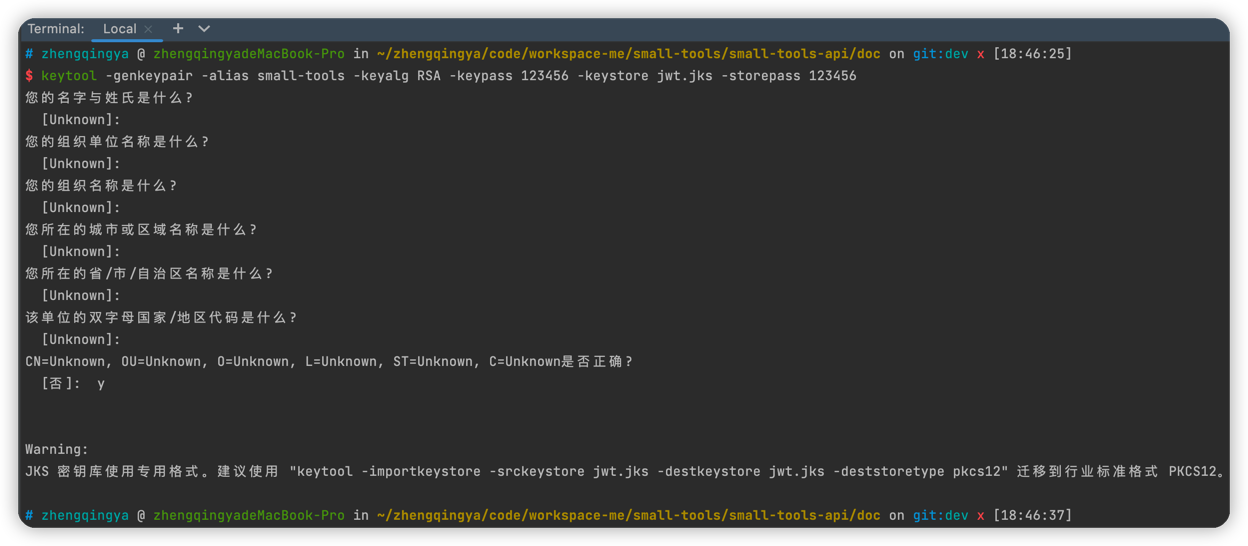 Terminal: Local × +
# zhengqingya @ zhengqingyadeMacBook-Pro in ~/zhengqingya/code/workspace-me/small-tools/small-tools-api/doc on git:dev x [18:46:25]
$ keytool -genkeypair -alias small-tools -keyalg RSA -keypass 123456 -keystore jwt.jks -storepass 123456
您的名字与姓氏是什么?
[Unknown]:
您的组织单位名称是什么?
[Unknown]:
您的组织名称是什么?
[Unknown]:
您所在的城市或区域名称是什么?
[Unknown]:
您所在的省/市/自治区名称是什么?
[Unknown]:
该单位的双字母国家/地区代码是什么?
[Unknown]:
CN=Unknown, OU=Unknown, O=Unknown, L=Unknown, ST=Unknown, C=Unknown是否正确?
[否]: y
Warning:
JKS 密钥库使用专用格式。建议使用 "keytool -importkeystore -srckeystore jwt.jks -destkeystore jwt.jks -deststoretype pkcs12" 迁移到行业标准格式 PKCS12。
# zhengqingya @ zhengqingyadeMacBook-Pro in ~/zhengqingya/code/workspace-me/small-tools/small-tools-api/doc on git:dev x [18:46:37]